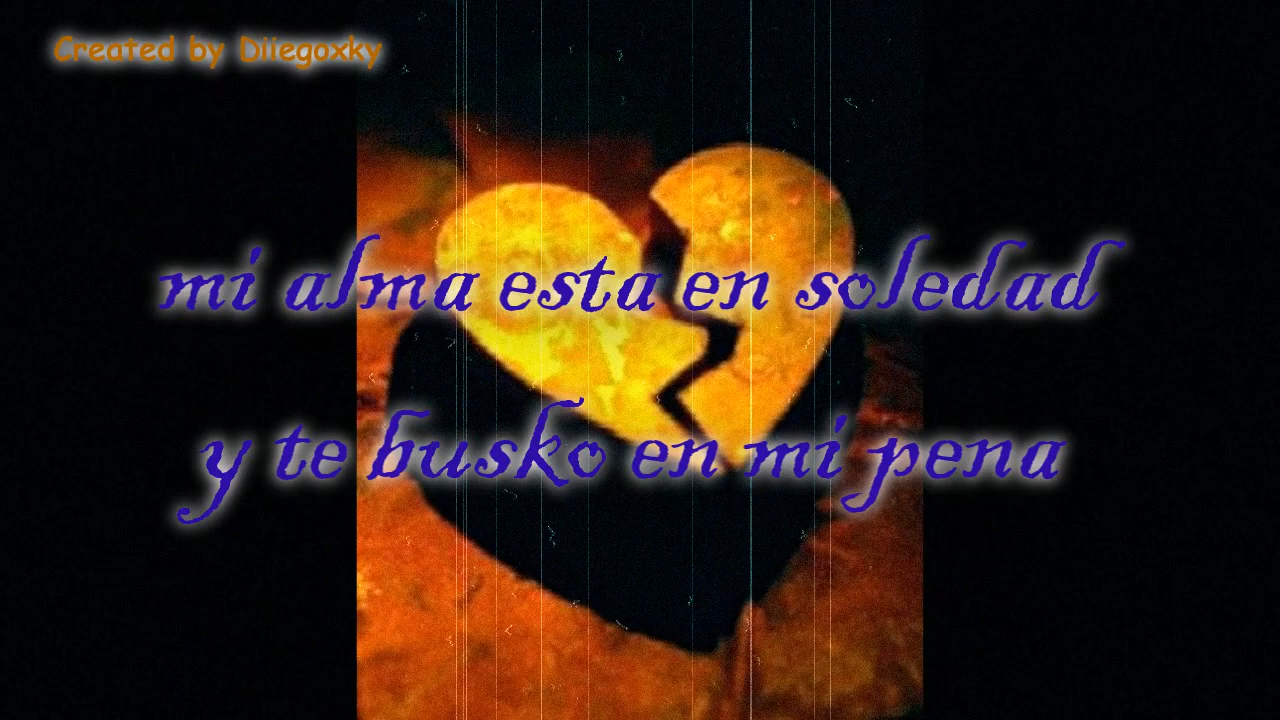 Created by Diiegoxky
mi alma esta en soledad
y te busko en mi pena